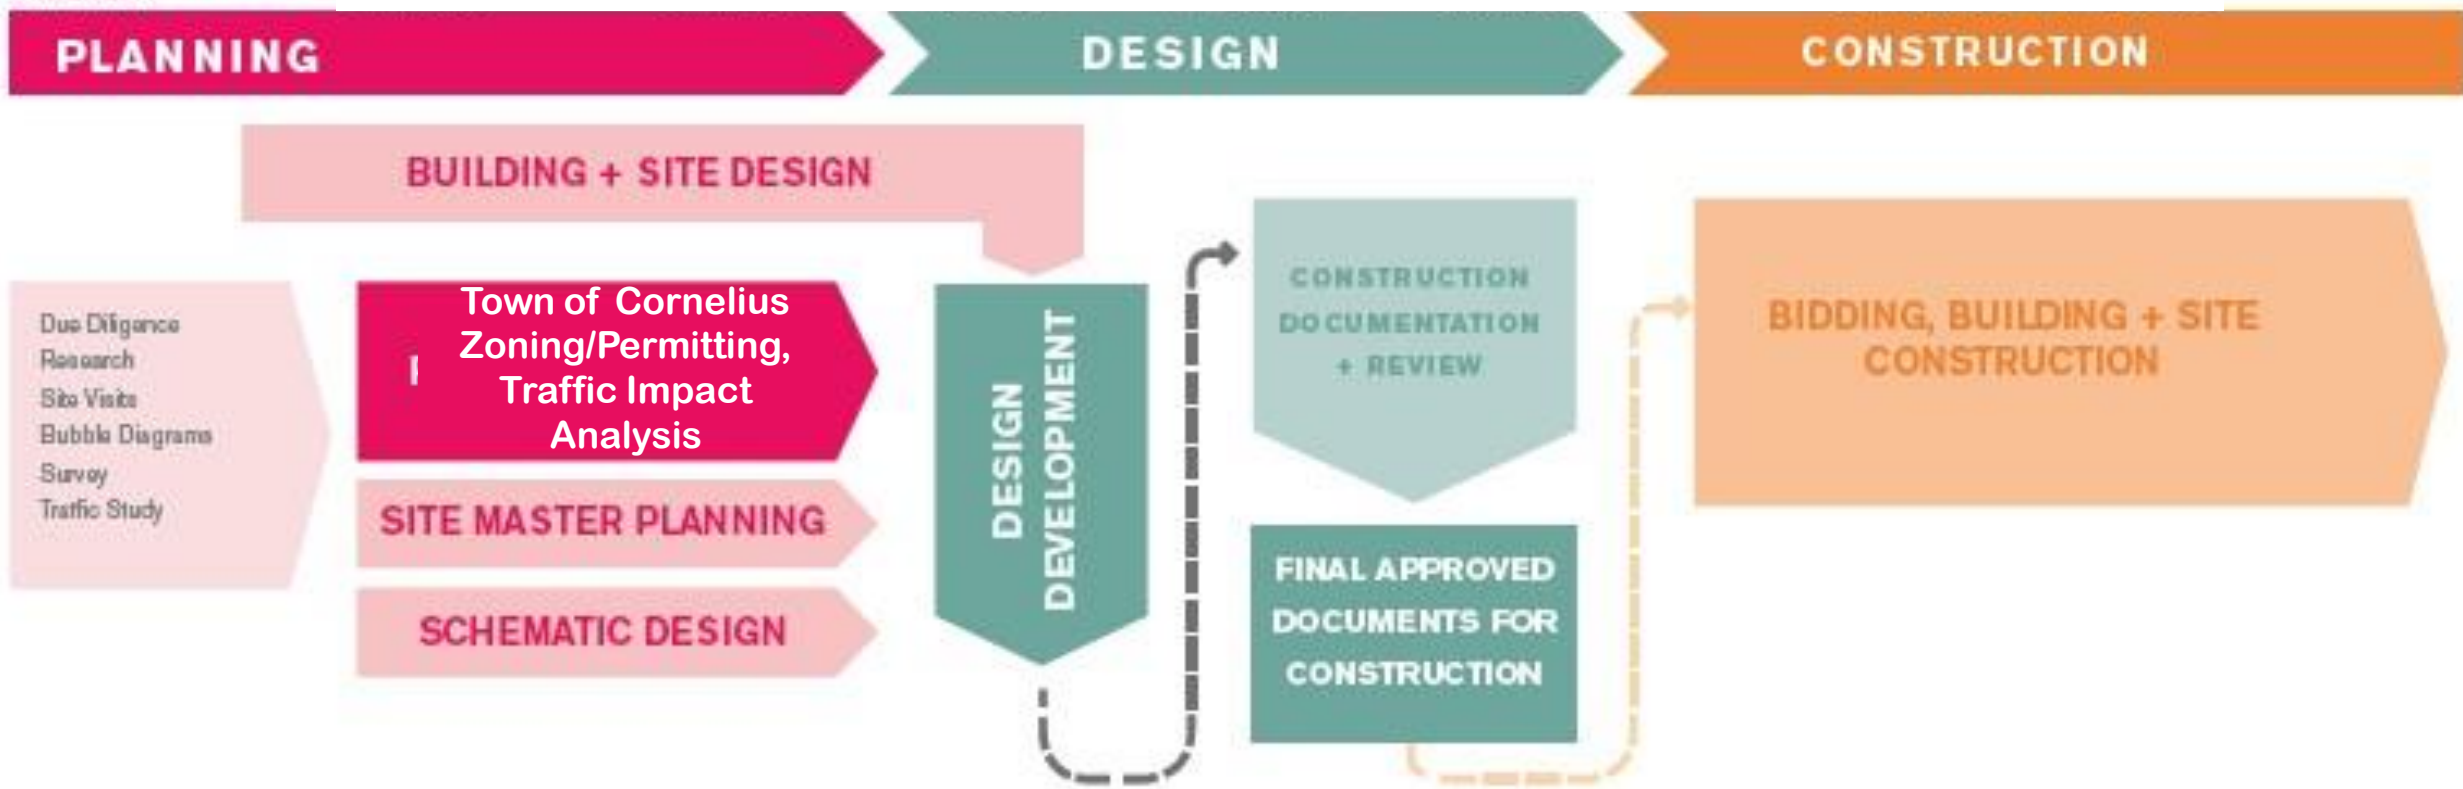 PLANNING
DESIGN
CONSTRUCTION
BUILDING + SITE DESIGN
Due Diligence
Research
Site Visits
Bubble Diagrams
Survey
Traffic Study
Town of Cornelius
Zoning/Permitting,
Traffic Impact
Analysis
SITE MASTER PLANNING
SCHEMATIC DESIGN
DESIGN
DEVELOPMENT
CONSTRUCTION
DOCUMENTATION
+ REVIEW
FINAL APPROVED
DOCUMENTS FOR
CONSTRUCTION
BIDDING, BUILDING + SITE
CONSTRUCTION